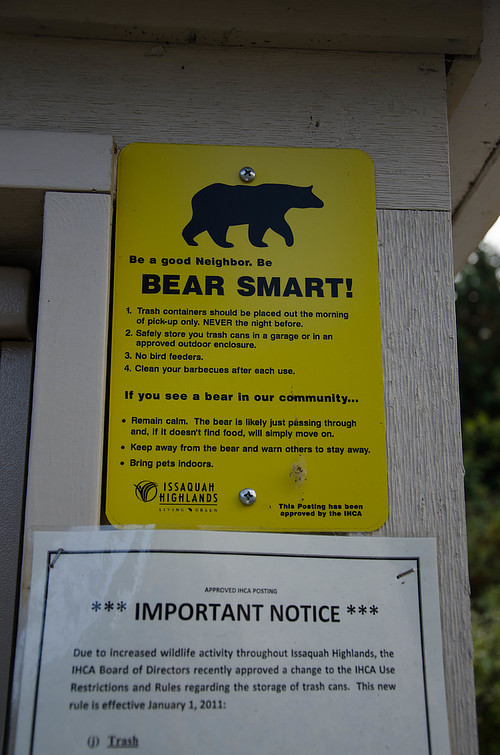 Be a good Neighbor. Be
BEAR SMART!
1. Trash containers should be placed out the morning
of pick-up only. NEVER the night before.
2. Safely store you trash cans in a garage or in an
approved outdoor enclosure.
3. No bird feeders.
4. Clean your barbecues after each use.
If you see a bear in our community...
• Remain calm. The bear is likely just passing through
and, if it doesn't find food, will simply move on.
• Keep away from the bear and warn others to stay away.
• Bring pets indoors.
ISSAQUAH
HIGHLANDS
LIVING GREEN
This Posting has been
approved by the IHCA
APPROVED IHCA POSTING
*** IMPORTANT NOTICE ***
Due to increased wildlife activity throughout Issaquah Highlands, the
IHCA Board of Directors recently approved a change to the IHCA Use
Restrictions and Rules regarding the storage of trash cans. This new
rule is effective January 1, 2011:
(j) Trash